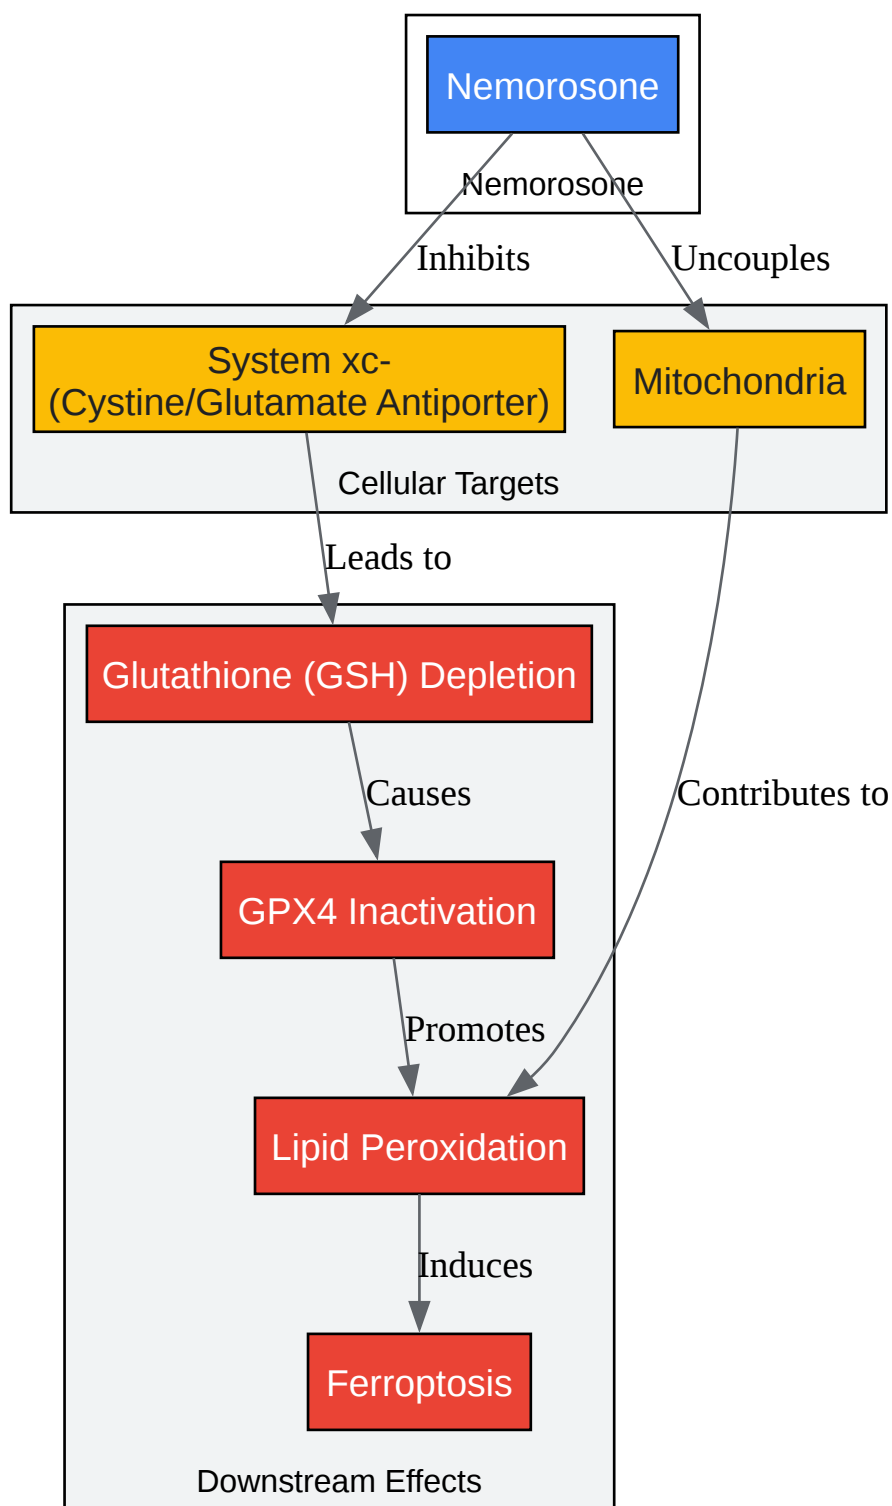 Nemorosone
Nemorosone
Inhibits
Uncouples
System xc-
(Cystine/Glutamate Antiporter)
Mitochondria
Cellular Targets
Leads to
Glutathione (GSH) Depletion
Causes
Contributes to
GPX4 Inactivation
Promotes
Lipid Peroxidation
Induces
Ferroptosis
Downstream Effects